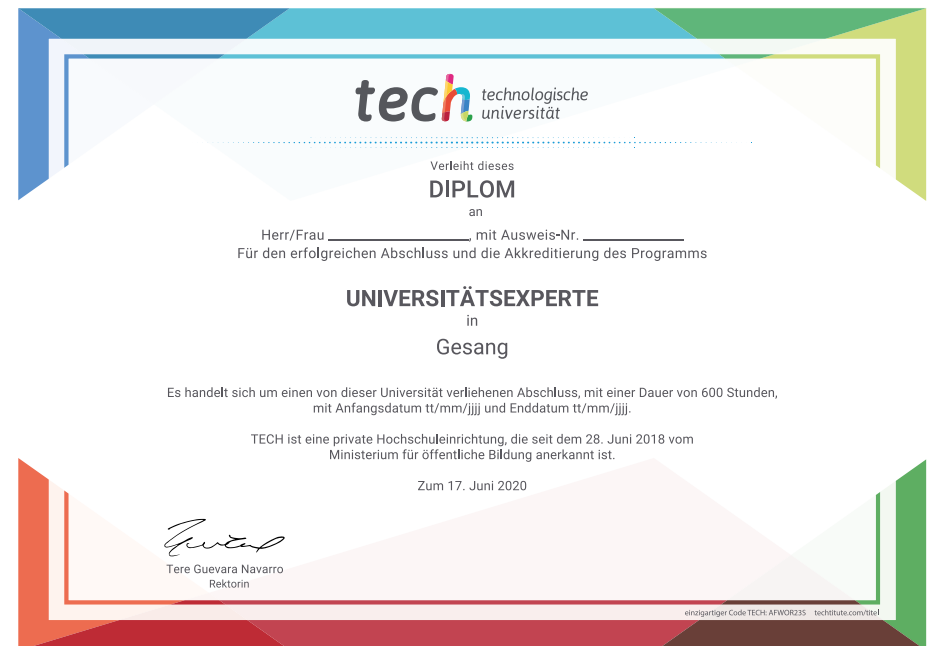 tech technologische
universität
Verleiht dieses
DIPLOM
an
Herr/Frau ____________, mit Ausweis-Nr. ____________
Für den erfolgreichen Abschluss und die Akkreditierung des Programms
UNIVERSITÄTSEXPERTE
in
Gesang
Es handelt sich um einen von dieser Universität verliehenen Abschluss, mit einer Dauer von 600 Stunden,
mit Anfangsdatum tt/mm/jjjj und Enddatum tt/mm/jjjj.
TECH ist eine private Hochschuleinrichtung, die seit dem 28. Juni 2018 vom
Ministerium für öffentliche Bildung anerkannt ist.
Zum 17. Juni 2020
Tere Guevara Navarro
Rektorin
einzigartiger Code TECH: AFWOR23S techtitute.com/titel